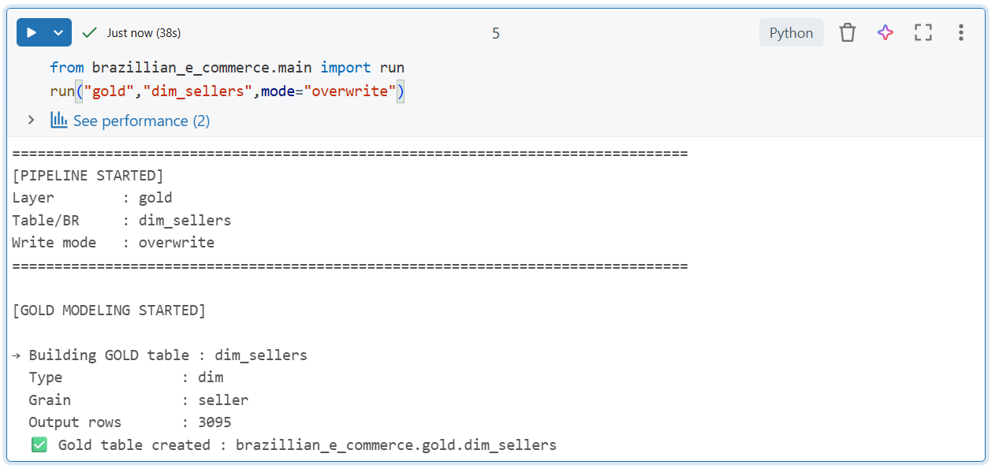 Just now (38s)
5
Python
from brazillian_e_commerce.main import run
run("gold","dim_sellers",mode="overwrite")
See performance (2)
================================================================================
[PIPELINE STARTED]
Layer        : gold
Table/BR     : dim_sellers
Write mode   : overwrite
================================================================================
[GOLD MODELING STARTED]
→ Building GOLD table : dim_sellers
Type              : dim
Grain             : seller
Output rows       : 3095
✅ Gold table created : brazillian_e_commerce.gold.dim_sellers